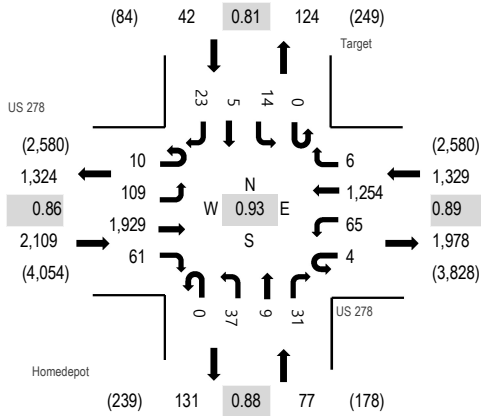 (84) 42 0.81 124 (249)
Target
23 5 14 0
US 278
(2,580) (2,580)
10 6
1,324 1,329
109 N 1,254
0.86 W 0.93 E 0.89
1,929 65
2,109 S 1,978
61 4
(4,054) (3,828)
0 37 9 31
US 278
Homedepot
(239) 131 0.88 77 (178)